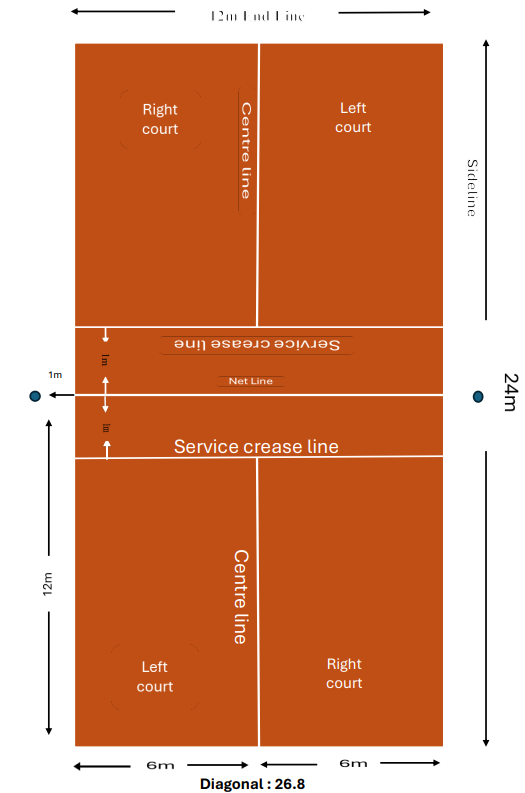 12m End Line
Right
court
Left
court
Centre line
Sideline
Service crease line
1m
1m
Net Line
24m
1m
Service crease line
12m
Centre line
Left
court
Right
court
6m
6m
Diagonal : 26.8